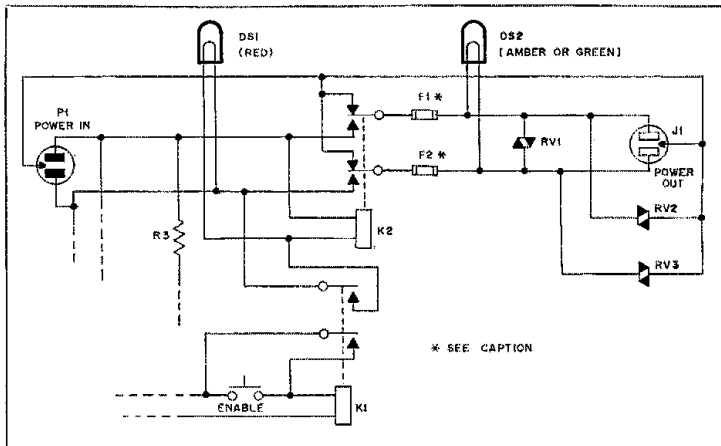 DS1
(RED)
DS2
[AMBER OR GREEN]
P1
POWER IN
F1*
J1
RV1
F2*
POWER
OUT
R3
K2
RV2
RV3
* SEE CAPTION
ENABLE
K1